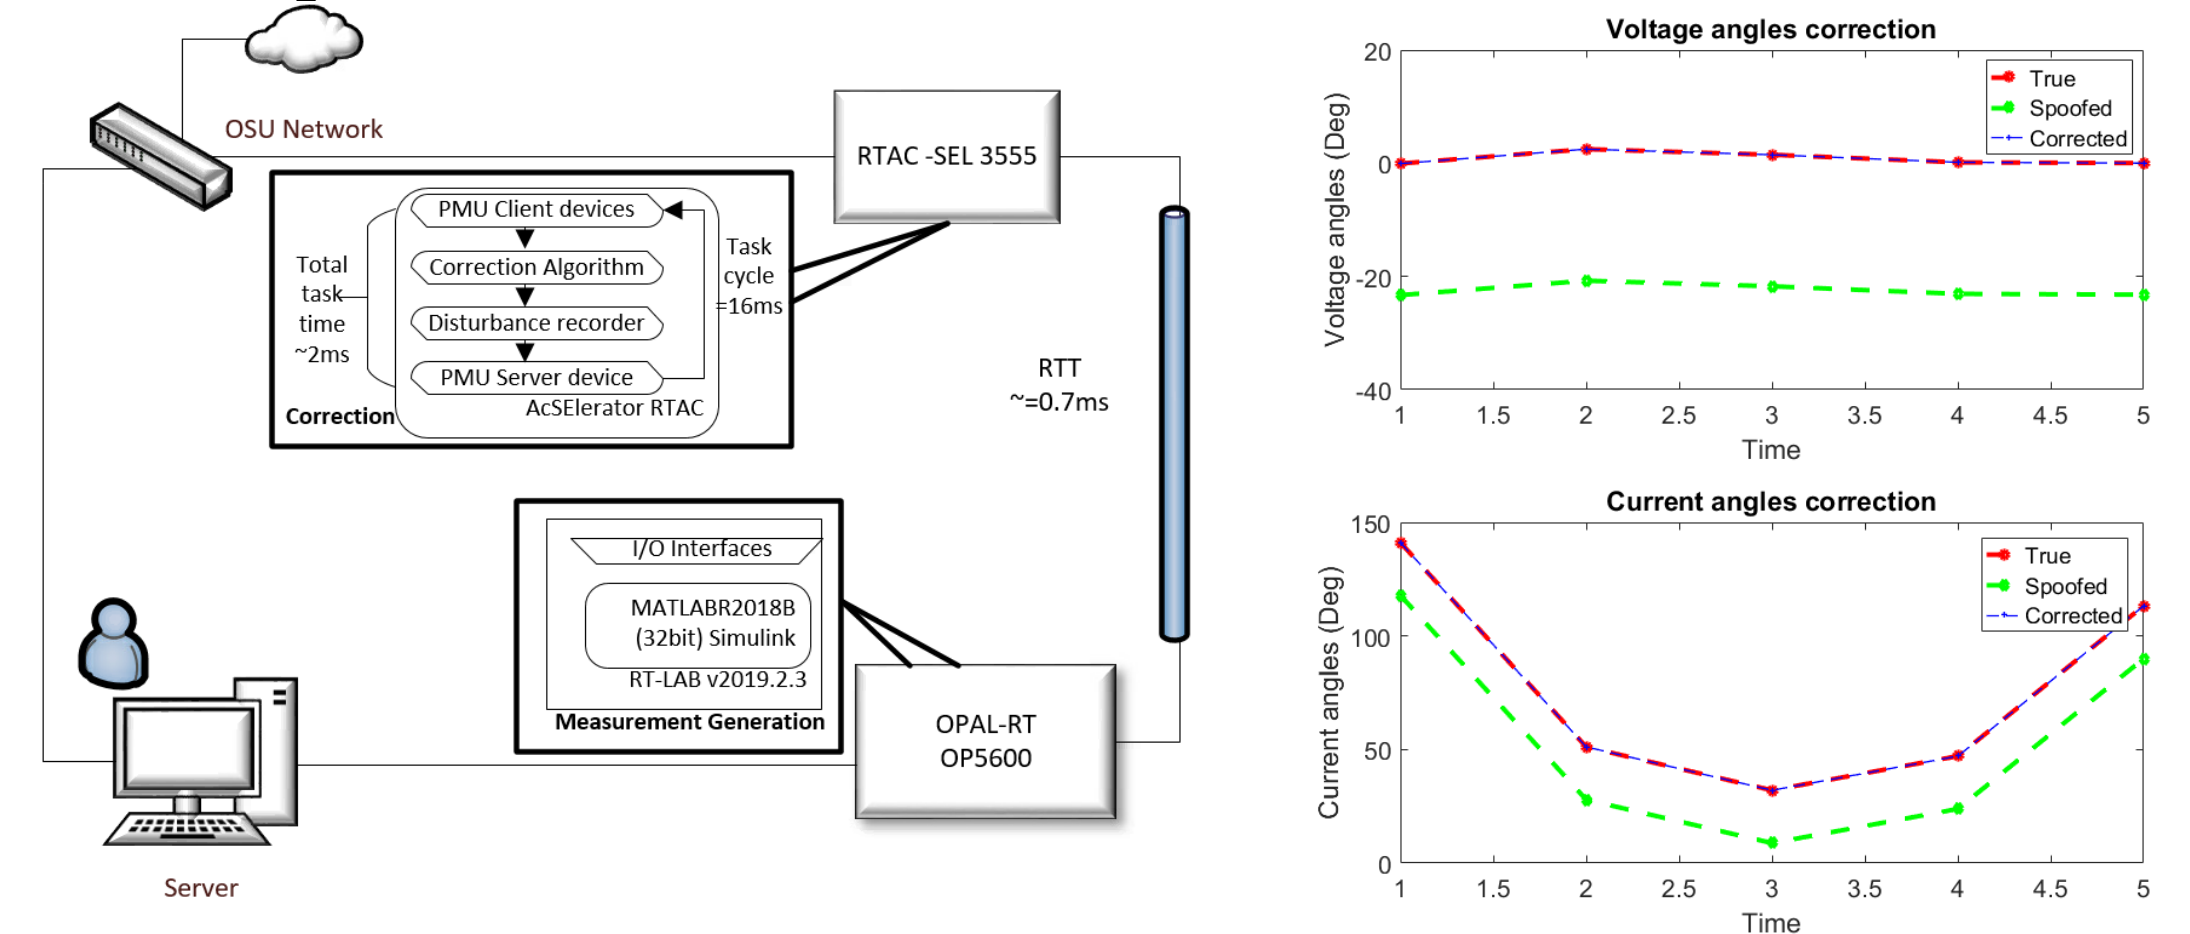 OSU Network
RTAC -SEL 3555
PMU Client devices
Correction Algorithm
Disturbance recorder
PMU Server device
AcSElerator RTAC
Total
task
time
~2ms
Task
cycle
=16ms
Correction
RTT
~=0.7ms
I/O Interfaces
MATLABR2018B
(32bit) Simulink
RT-LAB v2019.2.3
Measurement Generation
OPAL-RT
OP5600
Server
Voltage angles correction
Voltage angles (Deg)
20
0
-20
-40
True
Spoofed
Corrected
1 1.5 2 2.5 3 3.5 4 4.5 5
Time
Current angles correction
Current angles (Deg)
150
100
50
0
True
Spoofed
Corrected
1 1.5 2 2.5 3 3.5 4 4.5 5
Time